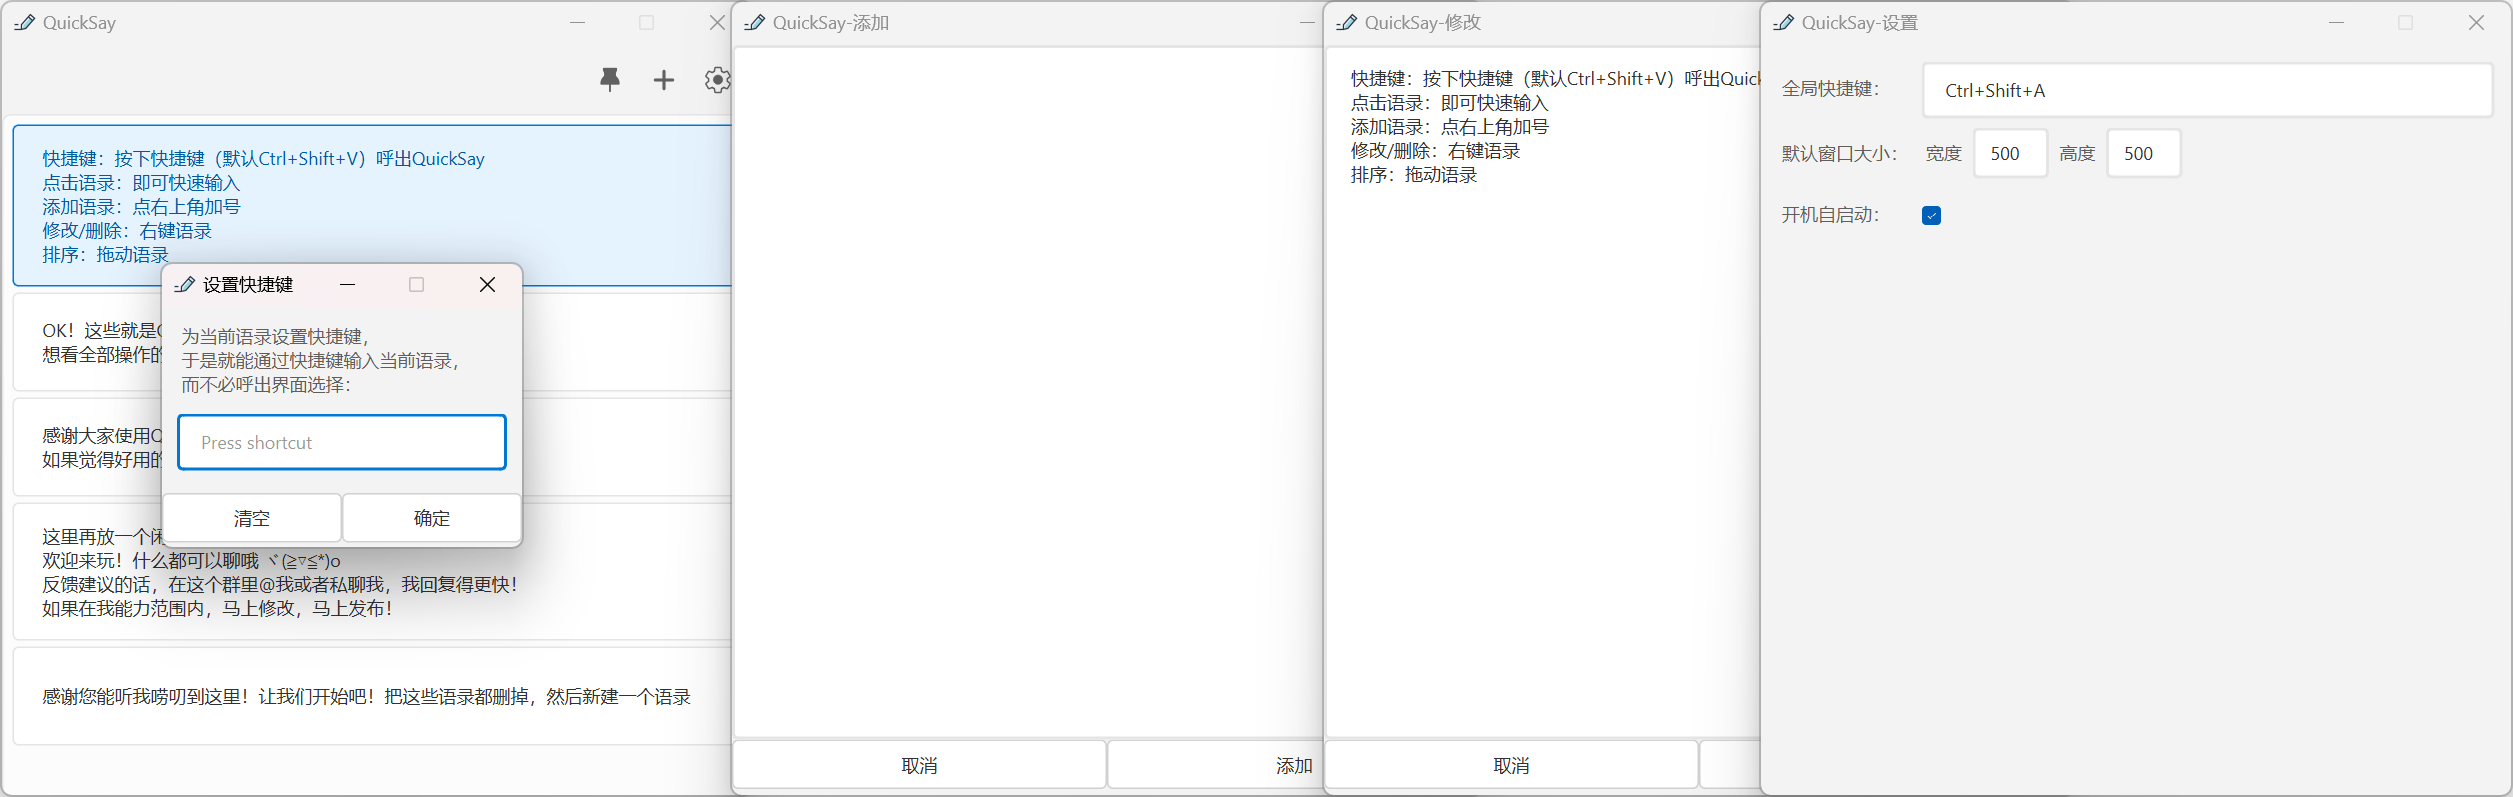 QuickSay
快捷键：按下快捷键（默认Ctrl+Shift+V）呼出QuickSay
点击语录：即可快速输入
添加语录：点右上角加号
修改/删除：右键语录
排序：拖动语录
OK！这些就是
想看全部操作的
感谢大家使用
如果觉得好用的
这里再放一个
欢迎来玩！什么都可以聊哦 ヾ(≧▽≦*)o
反馈建议的话，在这个群里@我或者私聊我，我回复得更快！
如果在我能力范围内，马上修改，马上发布！
感谢您能听我唠叨到这里！让我们开始吧！把这些语录都删掉，然后新建一个语录
设置快捷键
为当前语录设置快捷键，
于是就能通过快捷键输入当前语录，
而不必呼出界面选择：
Press shortcut
清空
确定
QuickSay-添加
取消
添加
QuickSay-修改
快捷键：按下快捷键（默认Ctrl+Shift+V）呼出Quick
点击语录：即可快速输入
添加语录：点右上角加号
修改/删除：右键语录
排序：拖动语录
取消
QuickSay-设置
全局快捷键：
Ctrl+Shift+A
默认窗口大小：
宽度
500
高度
500
开机自启动：